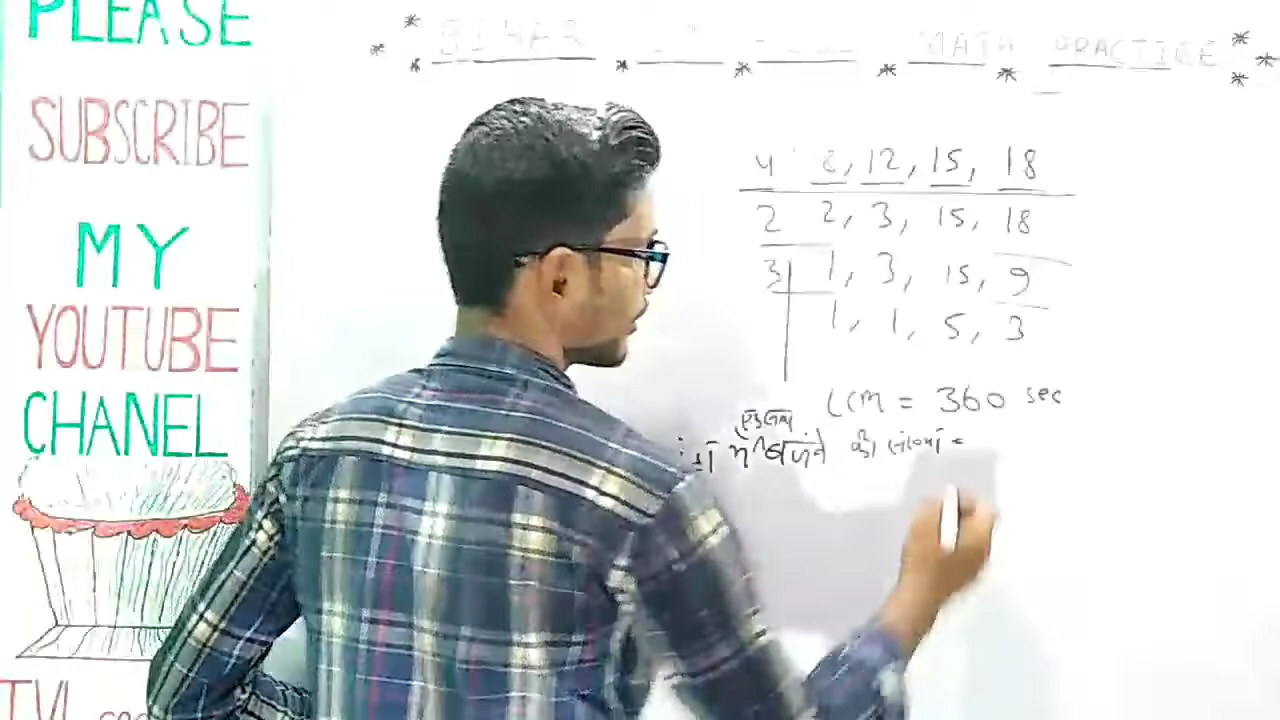 PLEASE
SUBSCRIBE
MY
YOUTUBE
CHANEL
* * BIHAR * * * * MATH * PRACTICE * * *
4 8, 12, 15, 18
2 2, 3, 15, 18
3 1, 3, 15, 9
1, 1, 5, 3
LCM = 360 sec
में बजने की संख्या =